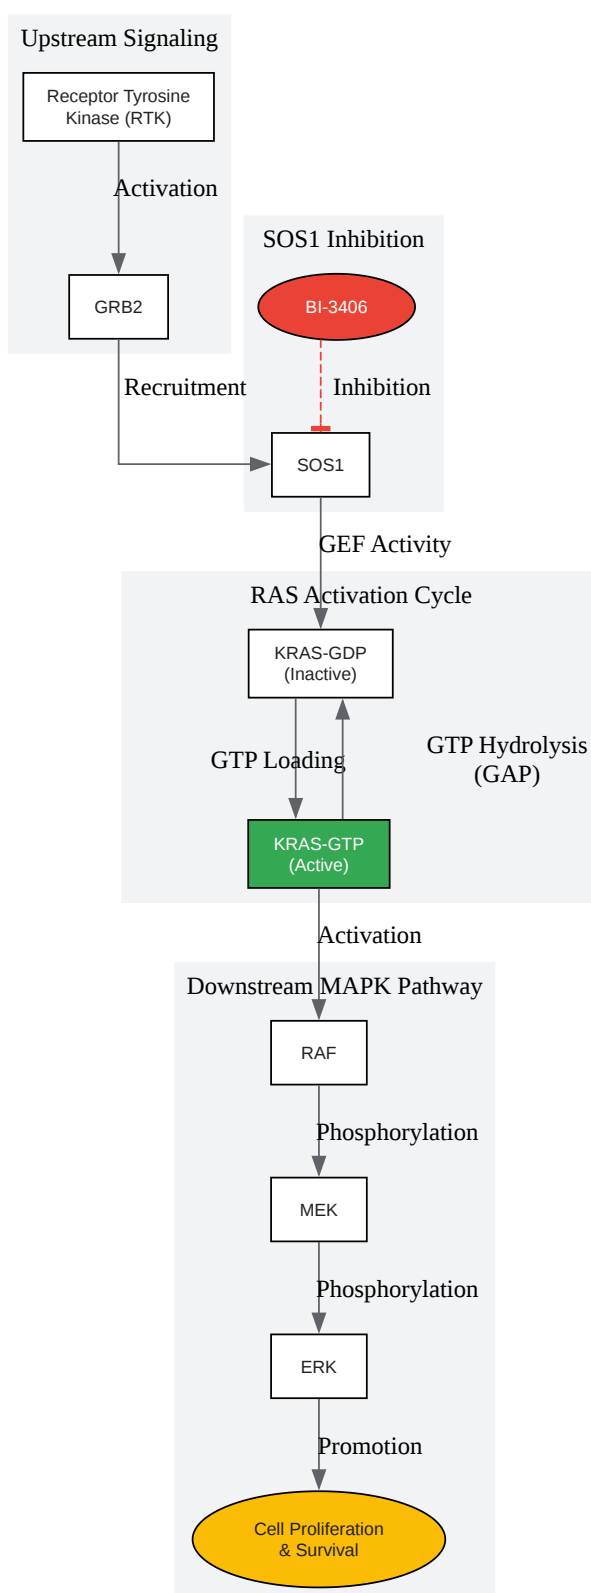 Upstream Signaling
Receptor Tyrosine
Kinase (RTK)
Activation
GRB2
Recruitment
SOS1 Inhibition
BI-3406
Inhibition
SOS1
GEF Activity
RAS Activation Cycle
KRAS-GDP
(Inactive)
GTP Loading
GTP Hydrolysis
(GAP)
KRAS-GTP
(Active)
Activation
Downstream MAPK Pathway
RAF
Phosphorylation
MEK
Phosphorylation
ERK
Promotion
Cell Proliferation
& Survival